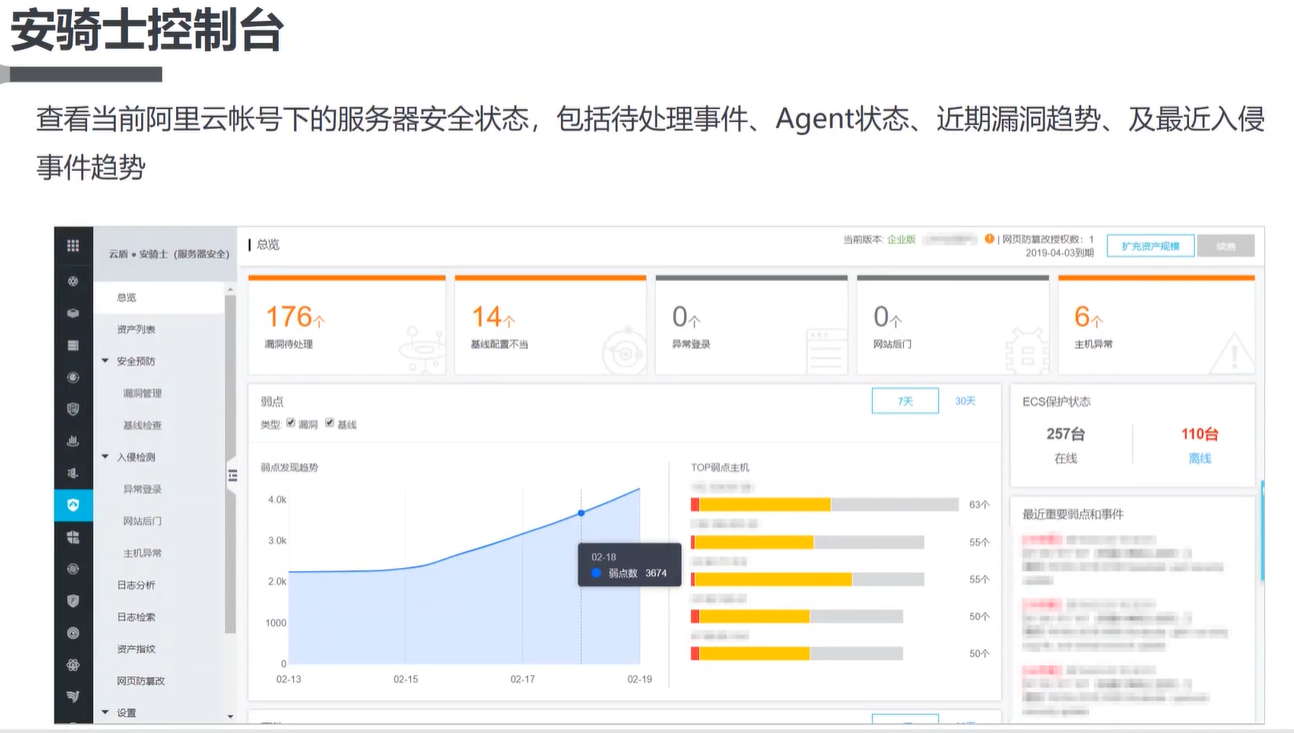 安骑士控制台
查看当前阿里云帐号下的服务器安全状态，包括待处理事件、Agent状态、近期漏洞趋势、及最近入侵
事件趋势
云盾 ● 安骑士（服务器安全）
总览
资产列表
安全预防
漏洞管理
基线检查
入侵检测
异常登录
网站后门
主机异常
日志分析
日志检索
资产指纹
网页防篡改
设置
总览
当前版本: 企业版
| 网页防篡改授权数：1
2019-04-03到期
扩充资产规模
续费
176个
漏洞待处理
14个
基线配置不当
0个
异常登录
0个
网站后门
6个
主机异常
弱点
7天
30天
类型: 漏洞 基线
弱点发现趋势
4.0k
3.0k
2.0k
1000
0
02-13
02-15
02-17
02-19
02-18
弱点数 3674
TOP弱点主机
63个
55个
55个
50个
50个
ECS保护状态
257台
在线
110台
离线
最近重要弱点和事件